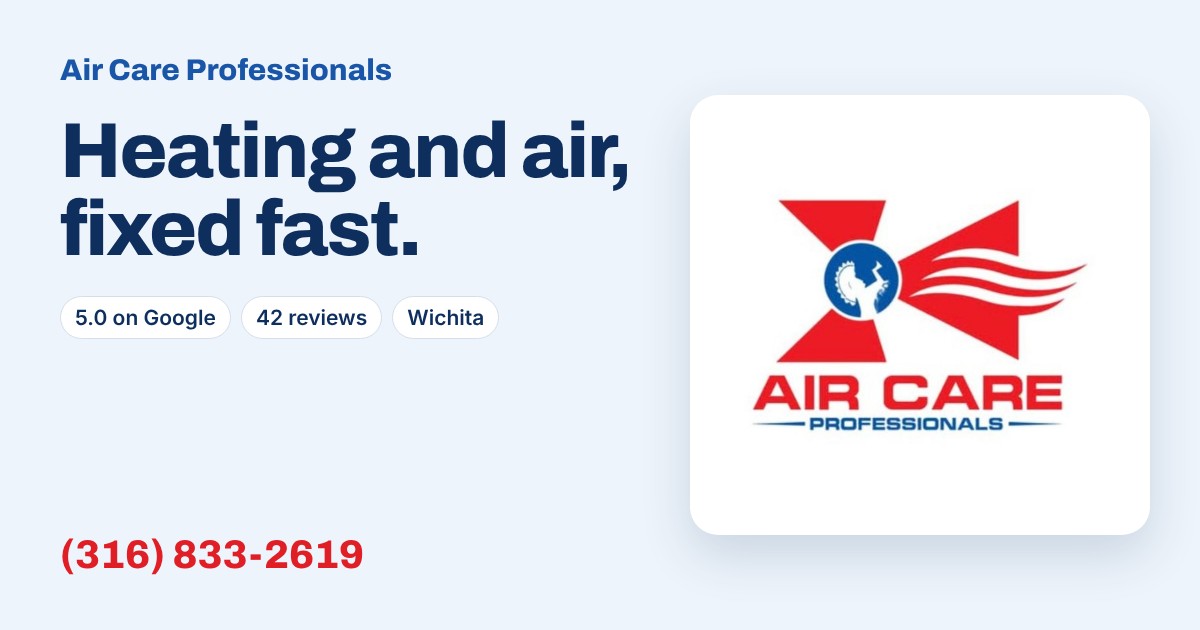 Air Care Professionals
Heating and air,
fixed fast.
5.0 on Google
42 reviews
Wichita
(316) 833-2619
AIR CARE
PROFESSIONALS